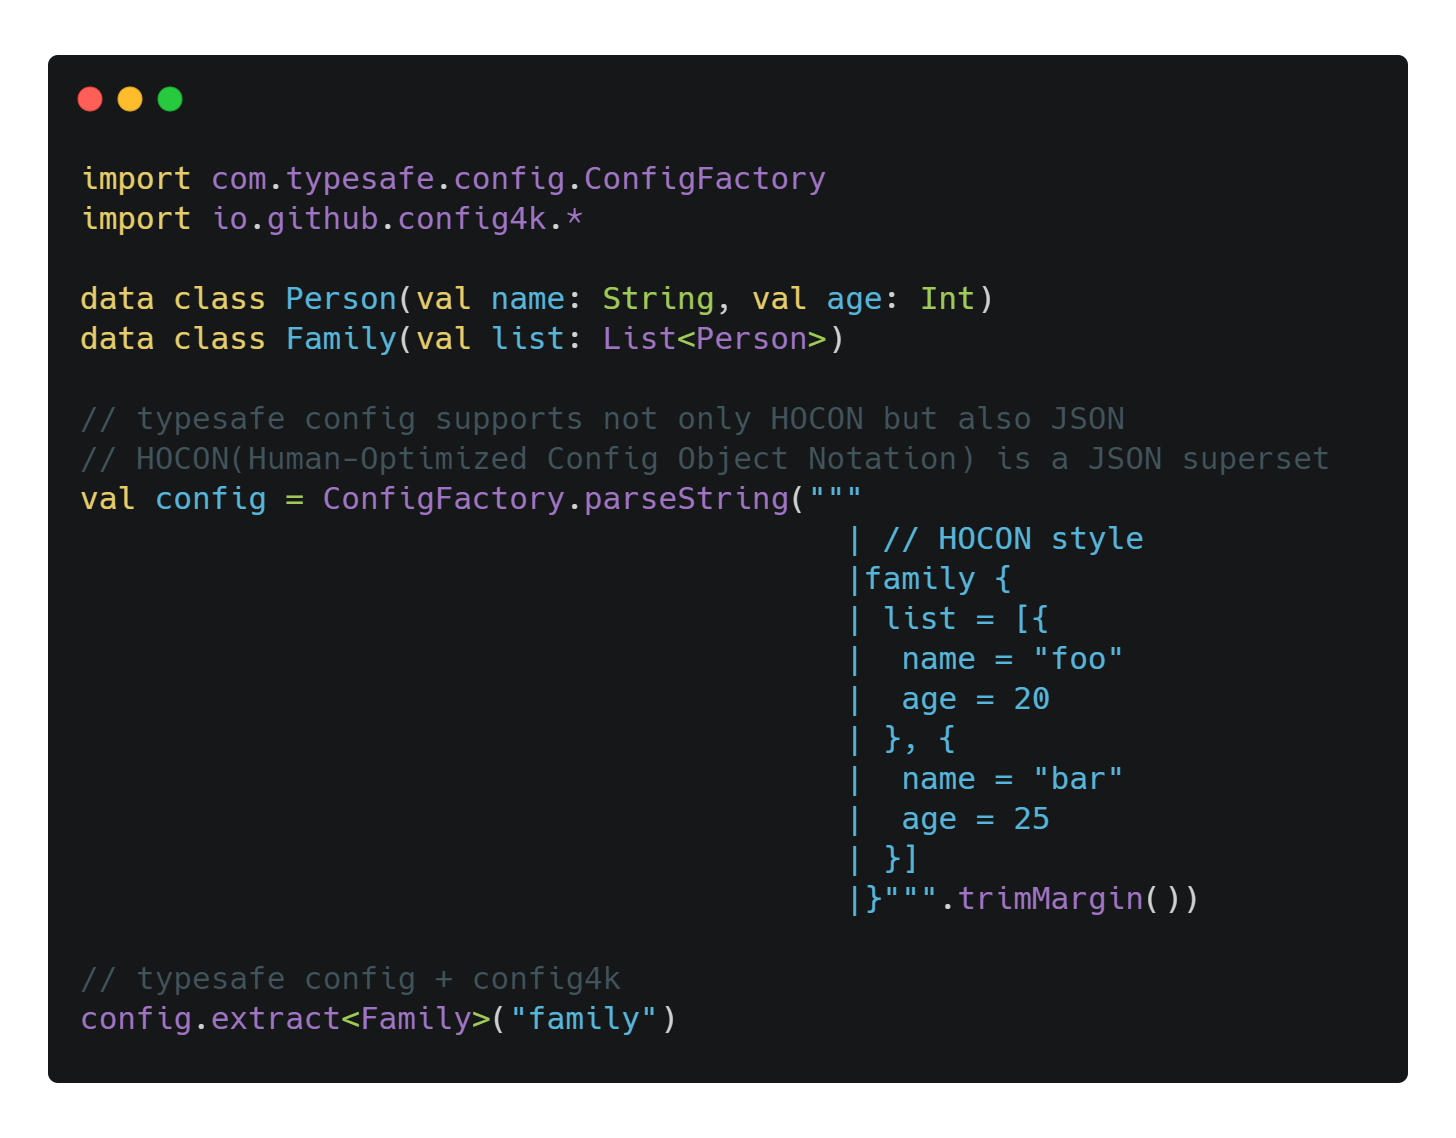 import com.typesafe.config.ConfigFactory
import io.github.config4k.*

data class Person(val name: String, val age: Int)
data class Family(val list: List<Person>)

// typesafe config supports not only HOCON but also JSON
// HOCON(Human-Optimized Config Object Notation) is a JSON superset
val config = ConfigFactory.parseString("""
                                         | // HOCON style
                                         |family {
                                         | list = [{
                                         |  name = "foo"
                                         |  age = 20
                                         | }, {
                                         |  name = "bar"
                                         |  age = 25
                                         | }]
                                         |}""".trimMargin())

// typesafe config + config4k
config.extract<Family>("family")